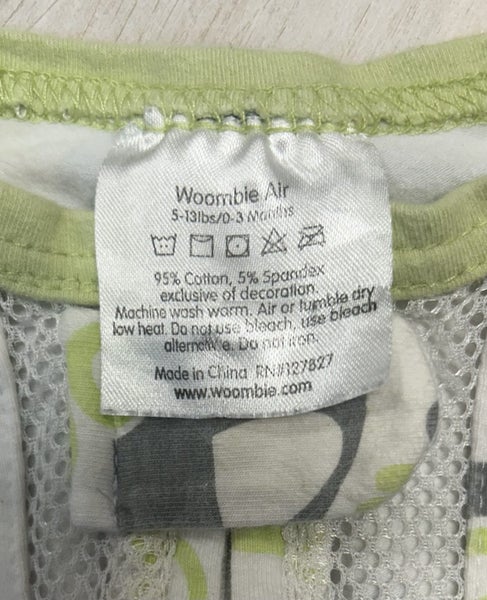 Woombie Air
5-13lbs/0-3 Months
95% Cotton, 5% Spandex
exclusive of decoration.
Machine wash warm. Air or tumble dry
low heat. Do not use bleach, use bleach
alternative. Do not iron.
Made in China RN#127827
www.woombie.com